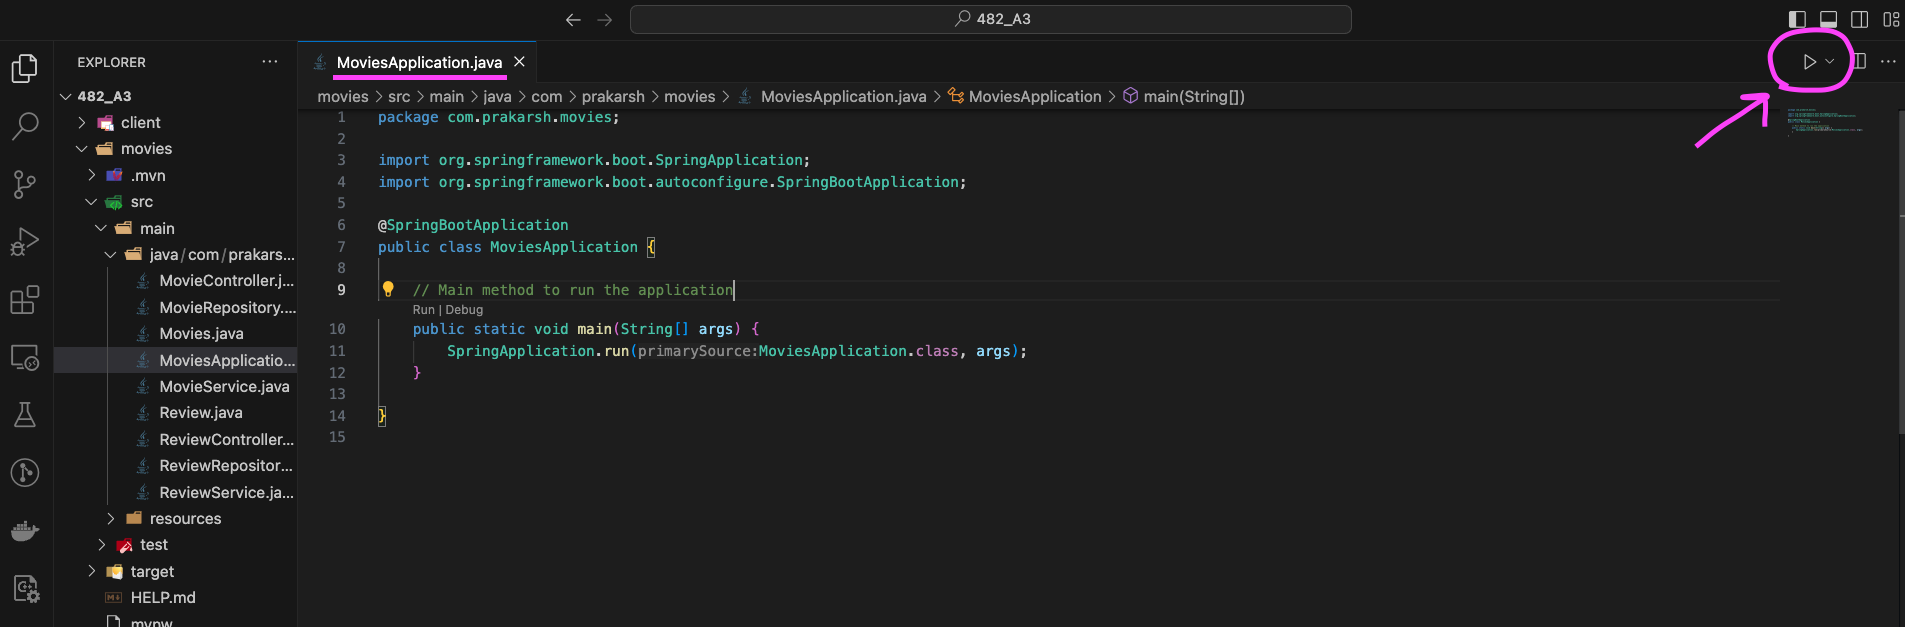 482_A3
EXPLORER
482_A3
client
movies
.mvn
src
main
java/com/prakars...
MovieController.j...
MovieRepository....
Movies.java
MoviesApplicatio...
MovieService.java
Review.java
ReviewController...
ReviewRepositor...
ReviewService.ja...
resources
test
target
HELP.md
mvnw
MoviesApplication.java
movies > src > main > java > com > prakarsh > movies > MoviesApplication.java > MoviesApplication > main(String[])
1 package com.prakarsh.movies;
2
3 import org.springframework.boot.SpringApplication;
4 import org.springframework.boot.autoconfigure.SpringBootApplication;
5
6 @SpringBootApplication
7 public class MoviesApplication {
8
9 // Main method to run the application
Run | Debug
10 public static void main(String[] args) {
11 SpringApplication.run(primarySource:MoviesApplication.class, args);
12 }
13
14 }
15